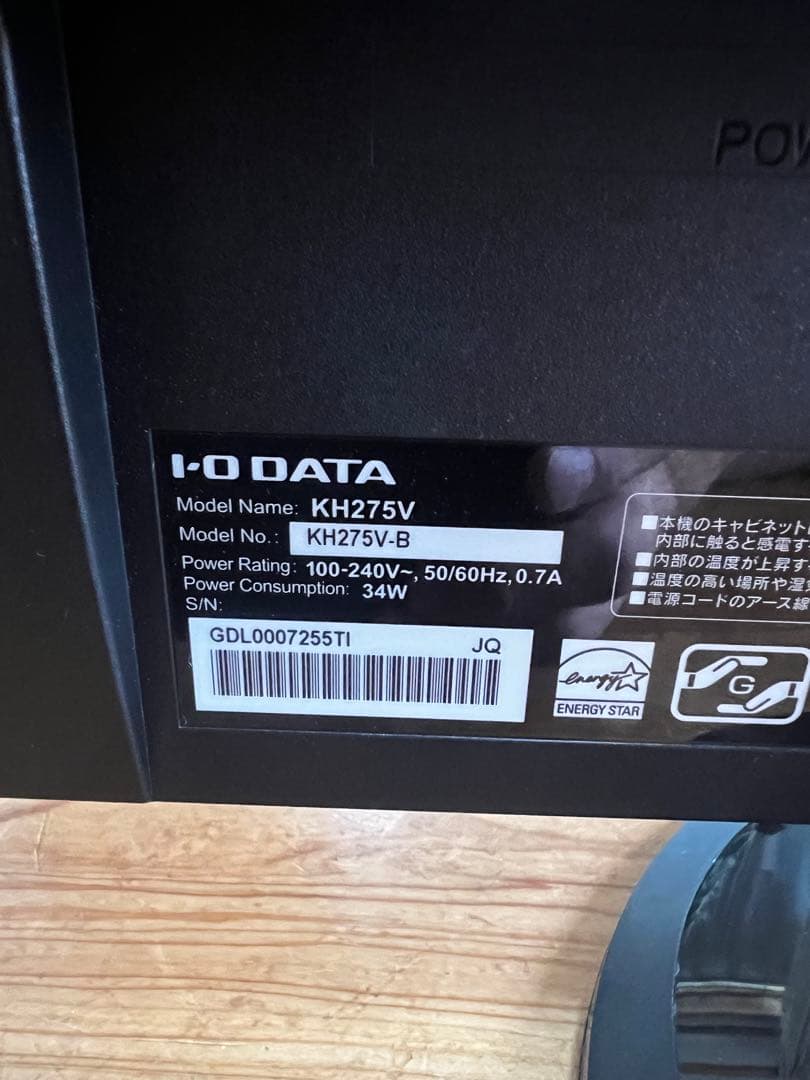 POW
I-O DATA
Model Name: KH275V
Model No.: KH275V-B
Power Rating: 100-240V~, 50/60Hz, 0.7A
Power Consumption: 34W
S/N:
GDL0007255TI JQ
energy
ENERGY STAR
G
■本機のキャビネット
内部に触ると感電す
■内部の温度が上昇す
■温度の高い場所や湿
■電源コードのアース線